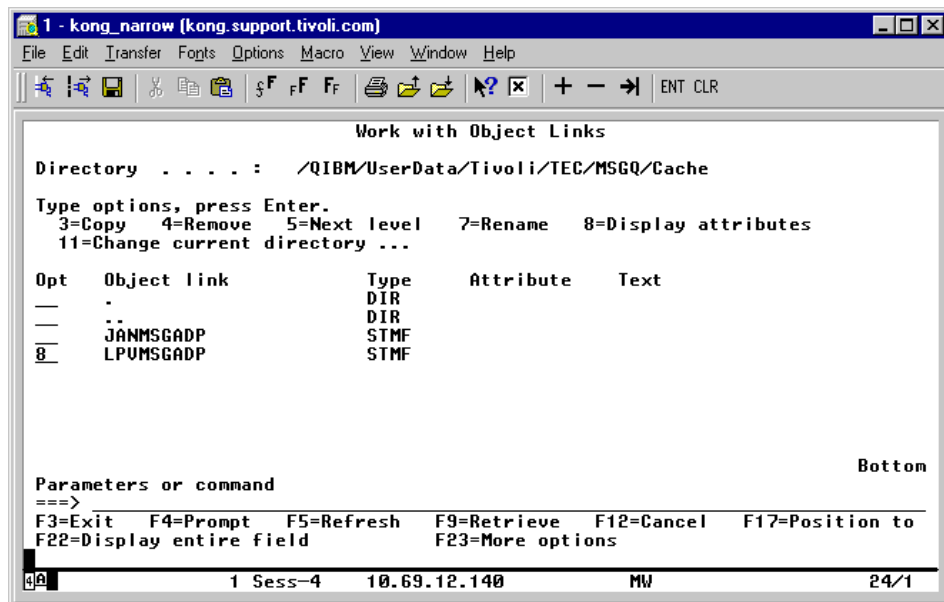 1 - kong_narrow (kong.support.tivoli.com)
File Edit Transfer Fonts Options Macro View Window Help
ENT CLR
Work with Object Links
Directory . . . . : /QIBM/UserData/Tivoli/TEC/MSGQ/Cache
Type options, press Enter.
3=Copy 4=Remove 5=Next level 7=Rename 8=Display attributes
11=Change current directory ...
Opt Object link Type Attribute Text
. DIR
.. DIR
JANMSGADP STMF
8 LPVMSGADP STMF
Bottom
Parameters or command
===>
F3=Exit F4=Prompt F5=Refresh F9=Retrieve F12=Cancel F17=Position to
F22=Display entire field F23=More options
4A 1 Sess-4 10.69.12.140 MW 24/1